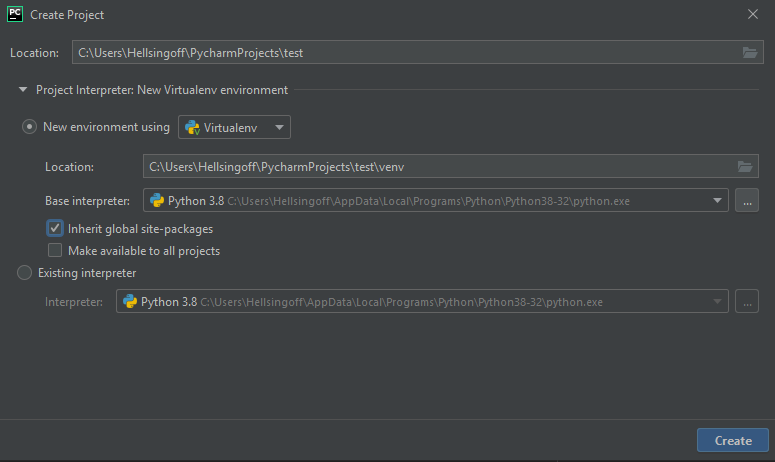 PC Create Project
Location: C:\Users\Hellsingoff\PycharmProjects\test
Project Interpreter: New Virtualenv environment
New environment using Virtualenv
Location: C:\Users\Hellsingoff\PycharmProjects\test\venv
Base interpreter: Python 3.8 C:\Users\Hellsingoff\AppData\Local\Programs\Python\Python38-32\python.exe ...
Inherit global site-packages
Make available to all projects
Existing interpreter
Interpreter: Python 3.8 C:\Users\Hellsingoff\AppData\Local\Programs\Python\Python38-32\python.exe ...
Create